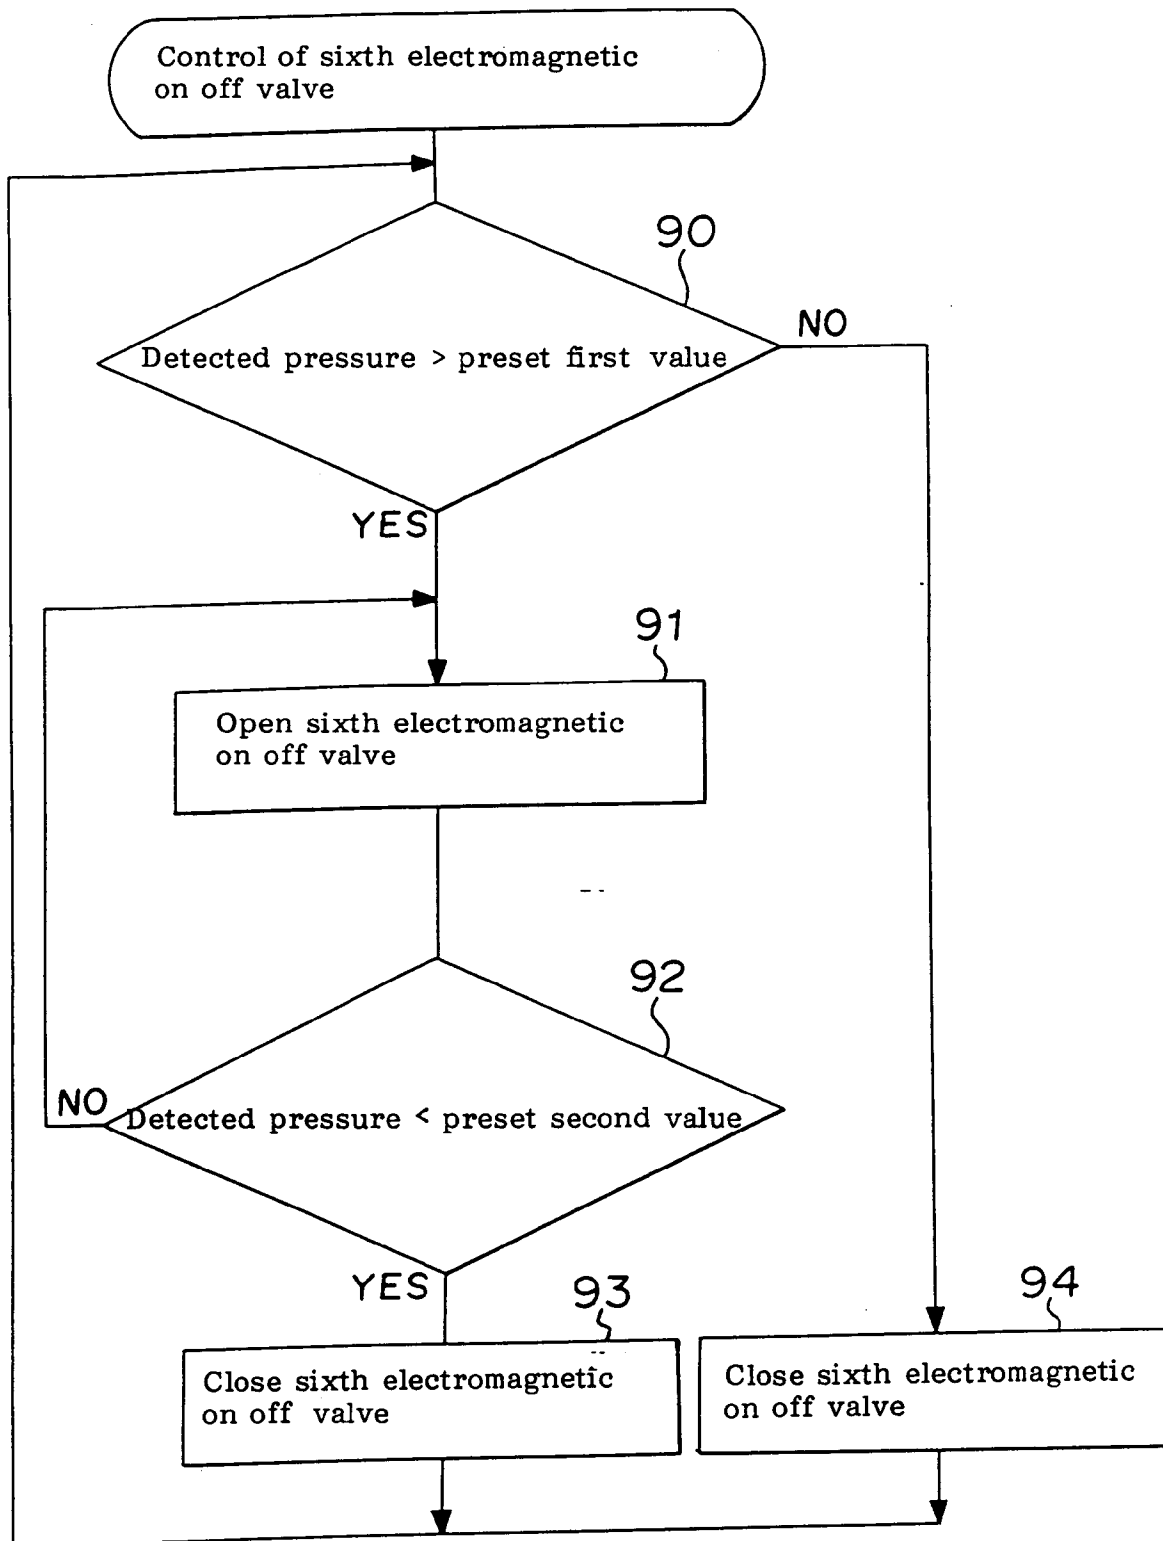 Control of sixth electromagnetic
on off valve
90
NO
Detected pressure > preset first value
YES
91
Open sixth electromagnetic
on off valve
92
NO
Detected pressure < preset second value
YES
93
94
Close sixth electromagnetic
on off valve
Close sixth electromagnetic
on off valve